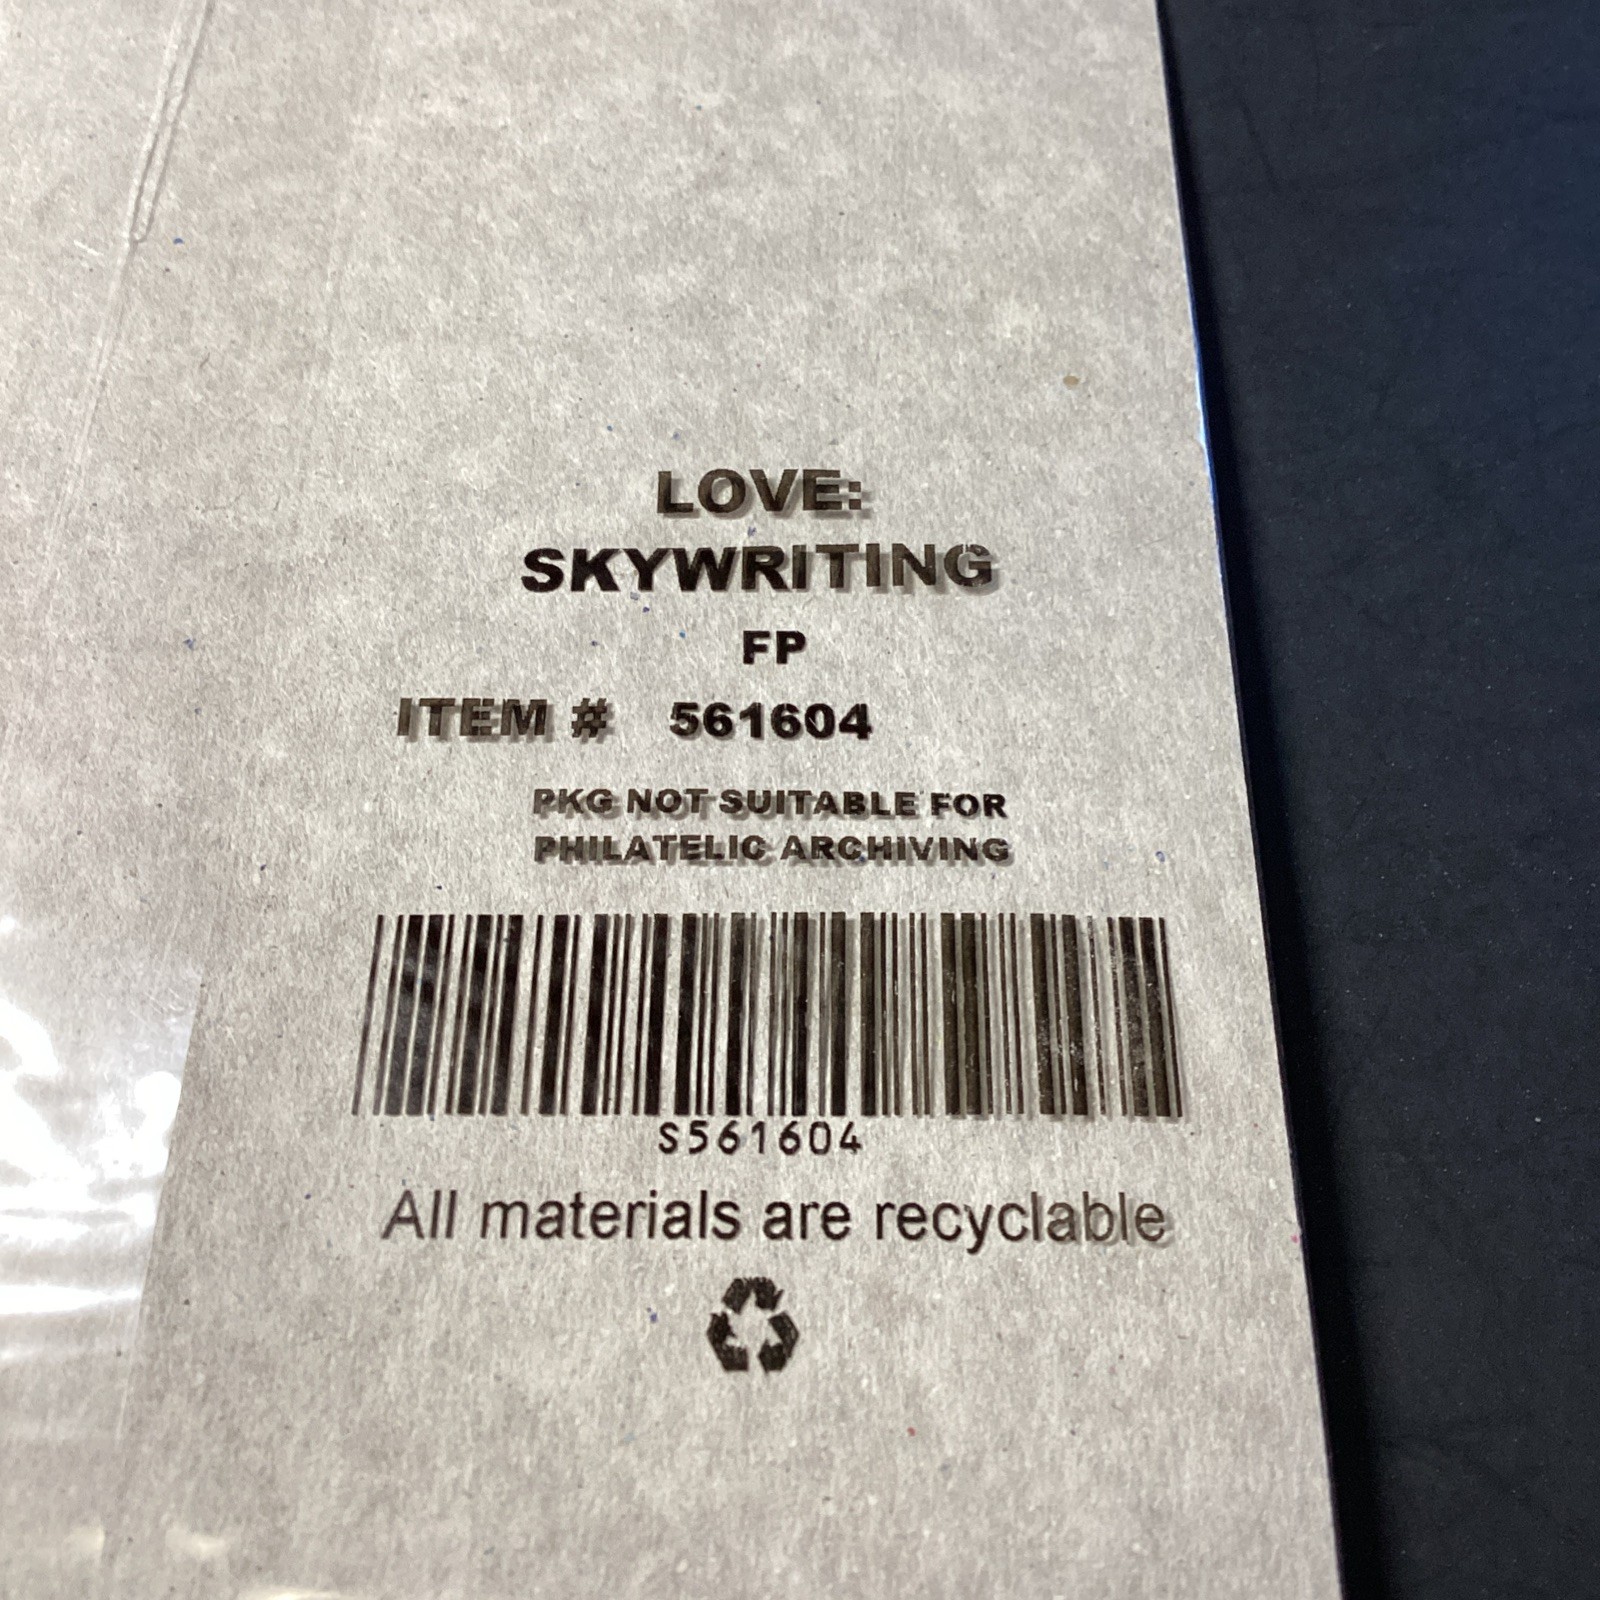 LOVE:
SKYWRITING
FP
ITEM # 561604
PKG NOT SUITABLE FOR
PHILATELIC ARCHIVING
S561604
All materials are recyclable